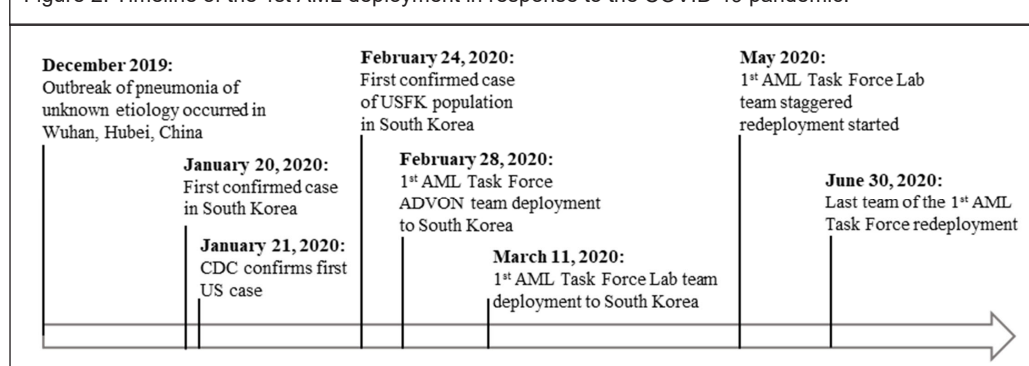 Figure 2. Timeline of the 1st AML deployment in response to the COVID-19 pandemic.
December 2019:
Outbreak of pneumonia of
unknown etiology occurred in
Wuhan, Hubei, China
January 20, 2020:
First confirmed case
in South Korea
January 21, 2020:
CDC confirms first
US case
February 24, 2020:
First confirmed case
of USFK population
in South Korea
February 28, 2020:
1st AML Task Force
ADVON team deployment
to South Korea
March 11, 2020:
1st AML Task Force Lab team
deployment to South Korea
May 2020:
1st AML Task Force Lab
team staggered
redeployment started
June 30, 2020:
Last team of the 1st AML
Task Force redeployment